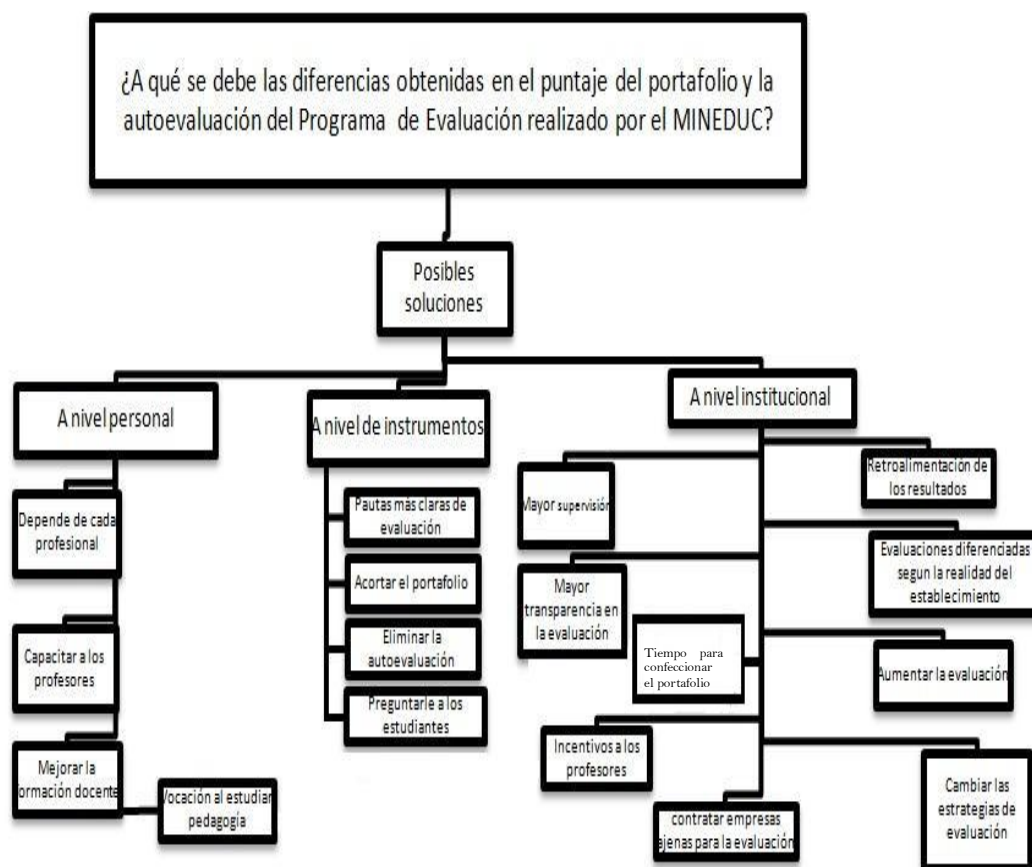 ¿A qué se debe las diferencias obtenidas en el puntaje del portafolio y la
autoevaluación del Programa de Evaluación realizado por el MINEDUC?
Posibles
soluciones
A nivel personal
A nivel de instrumentos
A nivel institucional
Depende de cada
profesional
Capacitar a los
profesores
Mejorar la
formación docente
Vocación al estudiar
pedagogía
Pautas más claras de
evaluación
Acortar el portafolio
Eliminar la
autoevaluación
Preguntarle a los
estudiantes
Mayor supervisión
Retroalimentación de
los resultados
Mayor
transparencia en
la evaluación
Evaluaciones diferenciadas
segun la realidad del
establecimiento
Tiempo para
confeccionar
el portafolio
Aumentar la evaluación
Incentivos a los
profesores
Cambiar las
estrategias de
evaluación
contratar empresas
ajenas para la evaluación